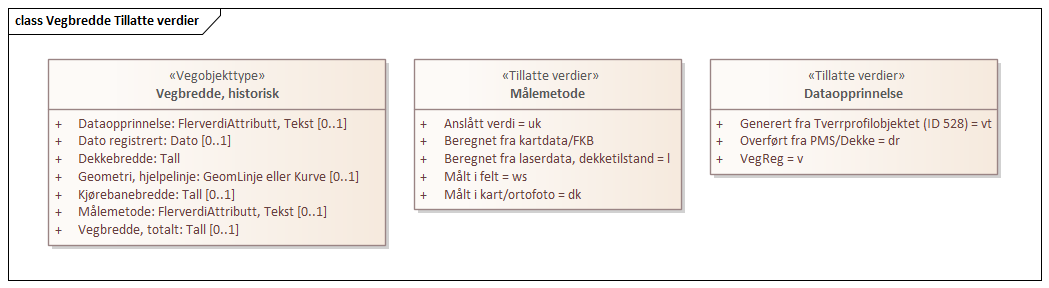 class Vegbredde Tillatte verdier
«Vegobjekttype»
Vegbredde, historisk
+ Dataopprinnelse: FlerverdiAttributt, Tekst [0..1]
+ Dato registrert: Dato [0..1]
+ Dekkebredde: Tall
+ Geometri, hjelpelinje: GeomLinje eller Kurve [0..1]
+ Kjørebanebredde: Tall [0..1]
+ Målemetode: FlerverdiAttributt, Tekst [0..1]
+ Vegbredde, totalt: Tall [0..1]
«Tillatte verdier»
Målemetode
+ Anslått verdi = uk
+ Beregnet fra kartdata/FKB
+ Beregnet fra laserdata, dekketilstand = l
+ Målt i felt = ws
+ Målt i kart/ortofoto = dk
«Tillatte verdier»
Dataopprinnelse
+ Generert fra Tverrprofilobjektet (ID 528) = vt
+ Overført fra PMS/Dekke = dr
+ VegReg = v